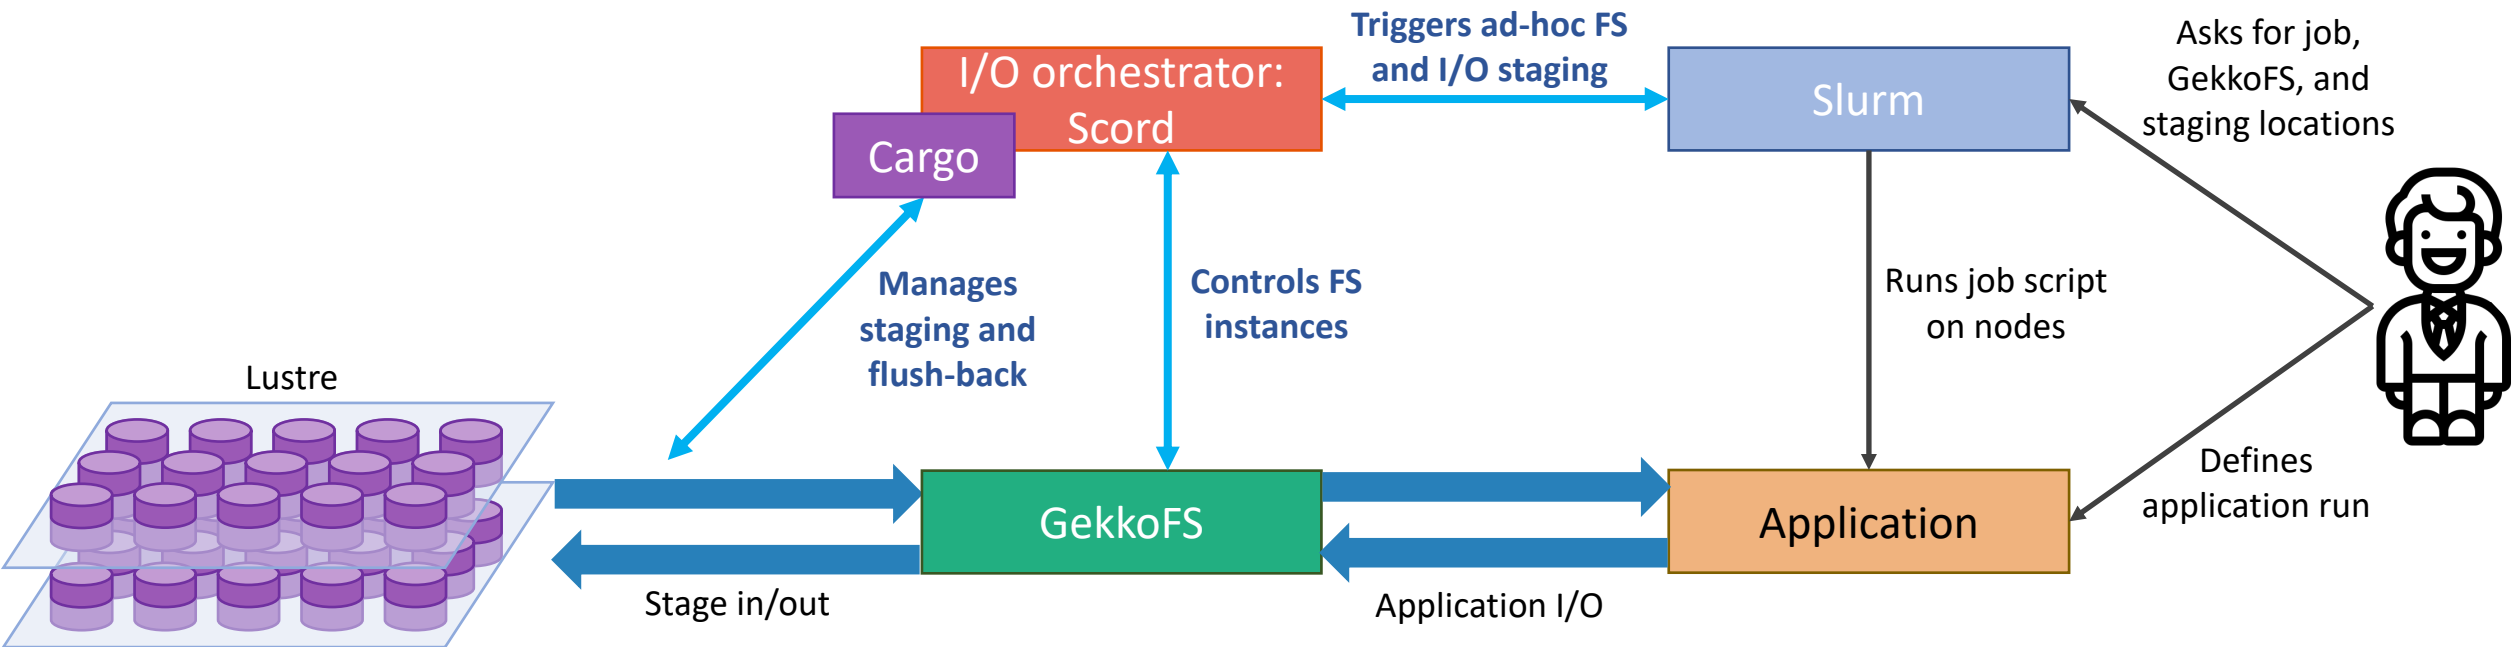 Triggers ad-hoc FS
and I/O staging
Asks for job,
GekkoFS, and
staging locations
I/O orchestrator:
Scord
Slurm
Cargo
Manages
staging and
flush-back
Controls FS
instances
Runs job script
on nodes
Lustre
Defines
application run
GekkoFS
Application
Stage in/out
Application I/O